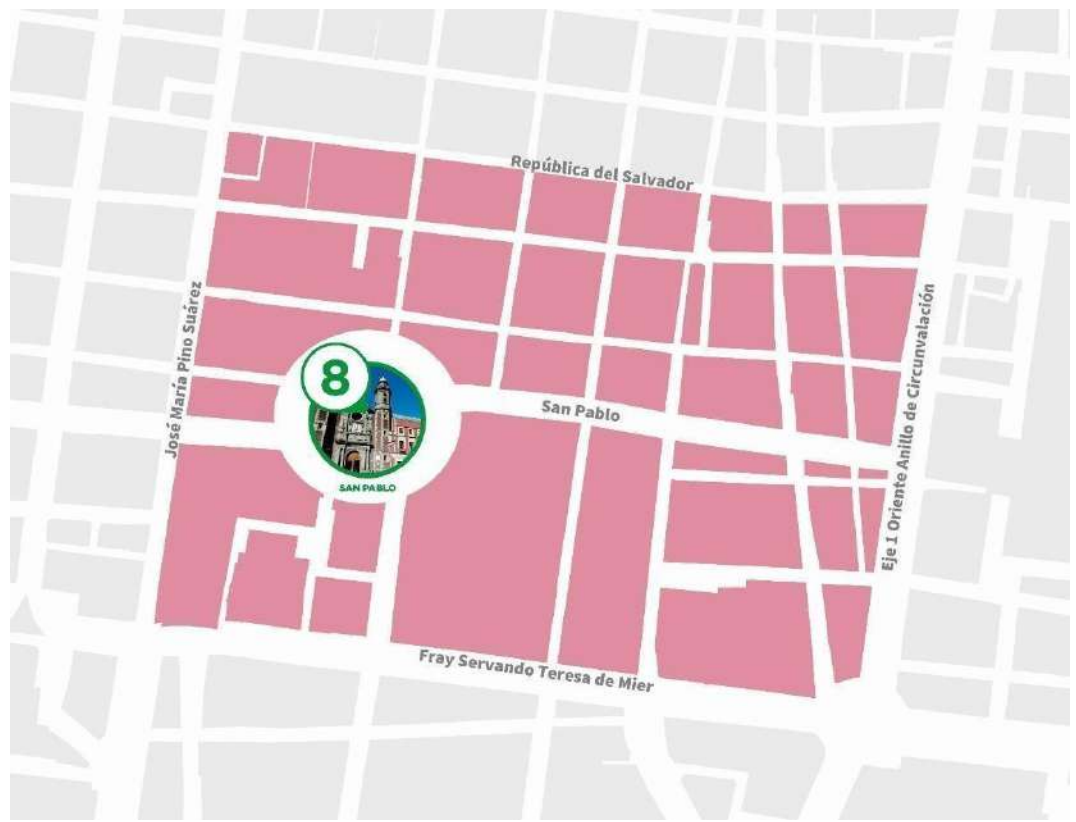 República del Salvador
José María Pino Suárez
8
SAN PABLO
San Pablo
Eje 1 Oriente Anillo de Circunvalación
Fray Servando Teresa de Mier